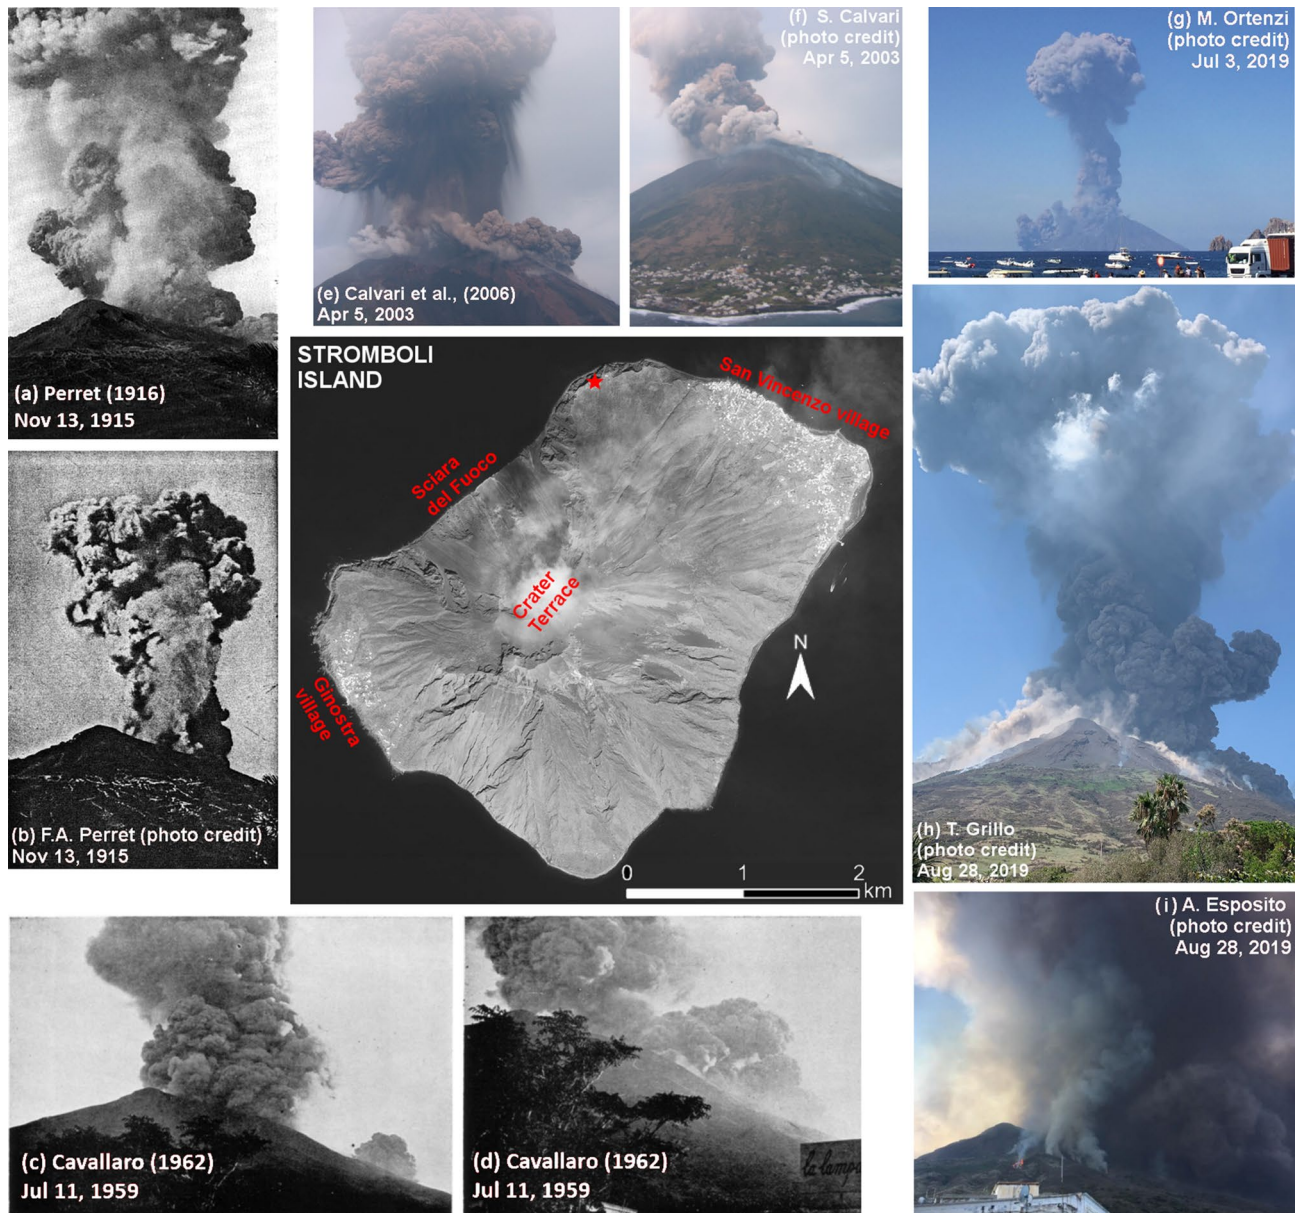 (a) Perret (1916)
Nov 13, 1915
(b) F.A. Perret (photo credit)
Nov 13, 1915
(c) Cavallaro (1962)
Jul 11, 1959
la lampa
(d) Cavallaro (1962)
Jul 11, 1959
(e) Calvari et al., (2006)
Apr 5, 2003
(f) S. Calvari
(photo credit)
Apr 5, 2003
(g) M. Ortenzi
(photo credit)
Jul 3, 2019
(h) T. Grillo
(photo credit)
Aug 28, 2019
(i) A. Esposito
(photo credit)
Aug 28, 2019
STROMBOLI
ISLAND
San Vincenzo village
Sciara
del Fuoco
Crater
Terrace
Ginostra
village
N
0 1 2
km